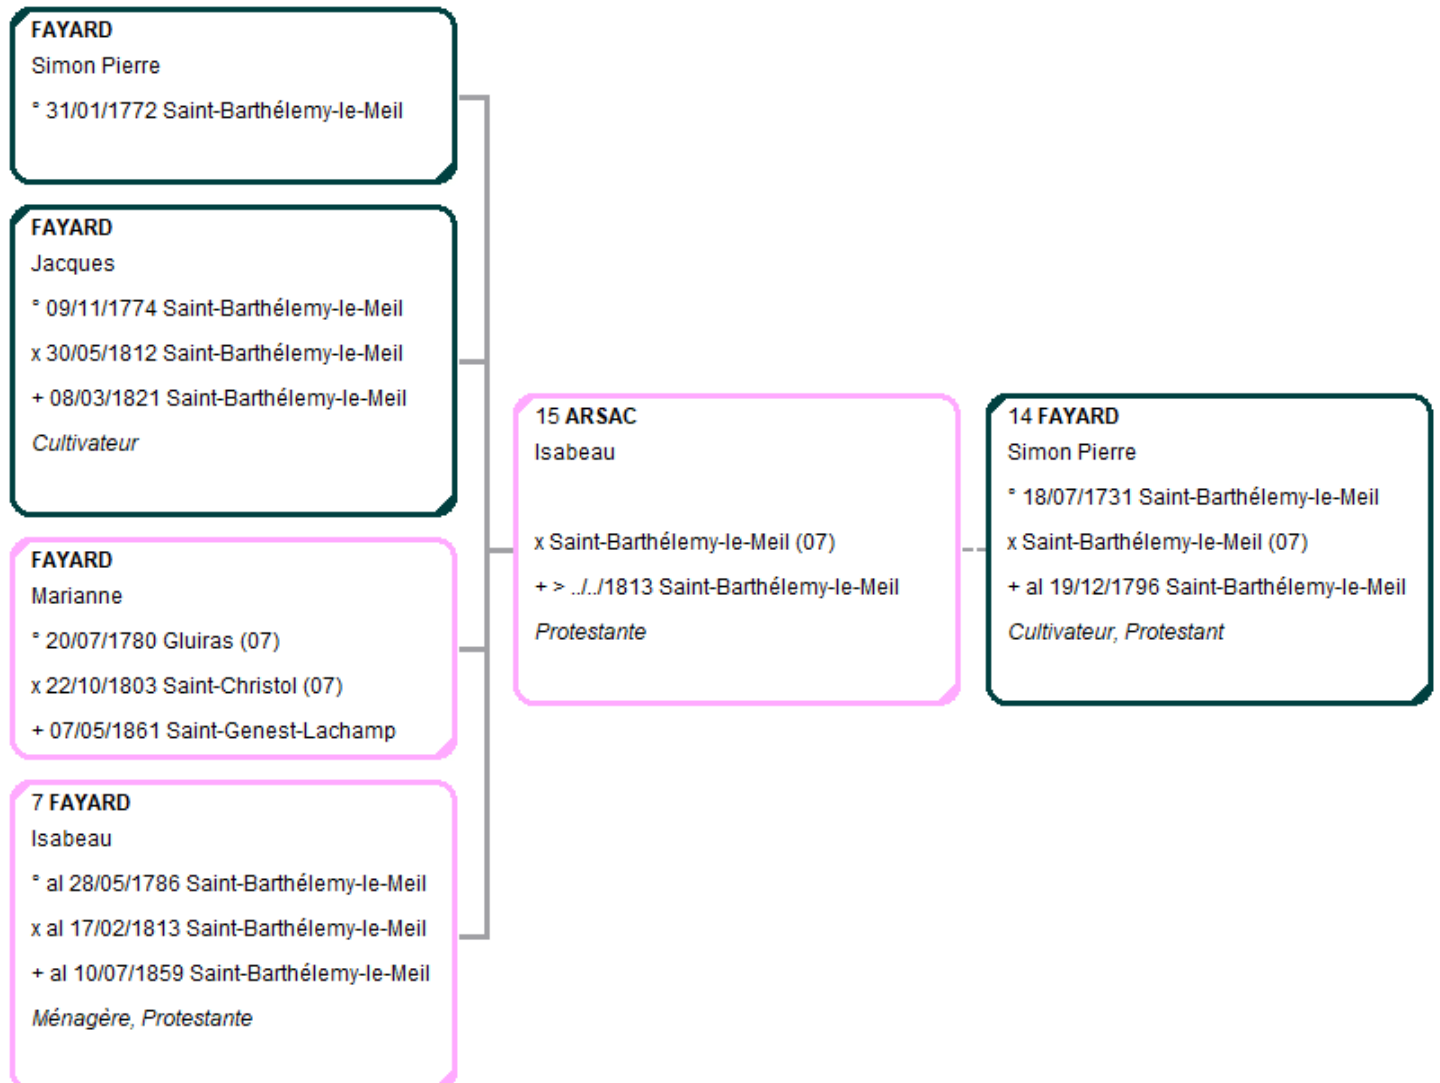 FAYARD
Simon Pierre
° 31/01/1772 Saint-Barthélemy-le-Meil
FAYARD
Jacques
° 09/11/1774 Saint-Barthélemy-le-Meil
x 30/05/1812 Saint-Barthélemy-le-Meil
+ 08/03/1821 Saint-Barthélemy-le-Meil
Cultivateur
FAYARD
Marianne
° 20/07/1780 Gluiras (07)
x 22/10/1803 Saint-Christol (07)
+ 07/05/1861 Saint-Genest-Lachamp
7 FAYARD
Isabeau
° al 28/05/1786 Saint-Barthélemy-le-Meil
x al 17/02/1813 Saint-Barthélemy-le-Meil
+ al 10/07/1859 Saint-Barthélemy-le-Meil
Ménagère, Protestante
15 ARSAC
Isabeau
x Saint-Barthélemy-le-Meil (07)
+ > ../../1813 Saint-Barthélemy-le-Meil
Protestante
14 FAYARD
Simon Pierre
° 18/07/1731 Saint-Barthélemy-le-Meil
x Saint-Barthélemy-le-Meil (07)
+ al 19/12/1796 Saint-Barthélemy-le-Meil
Cultivateur, Protestant